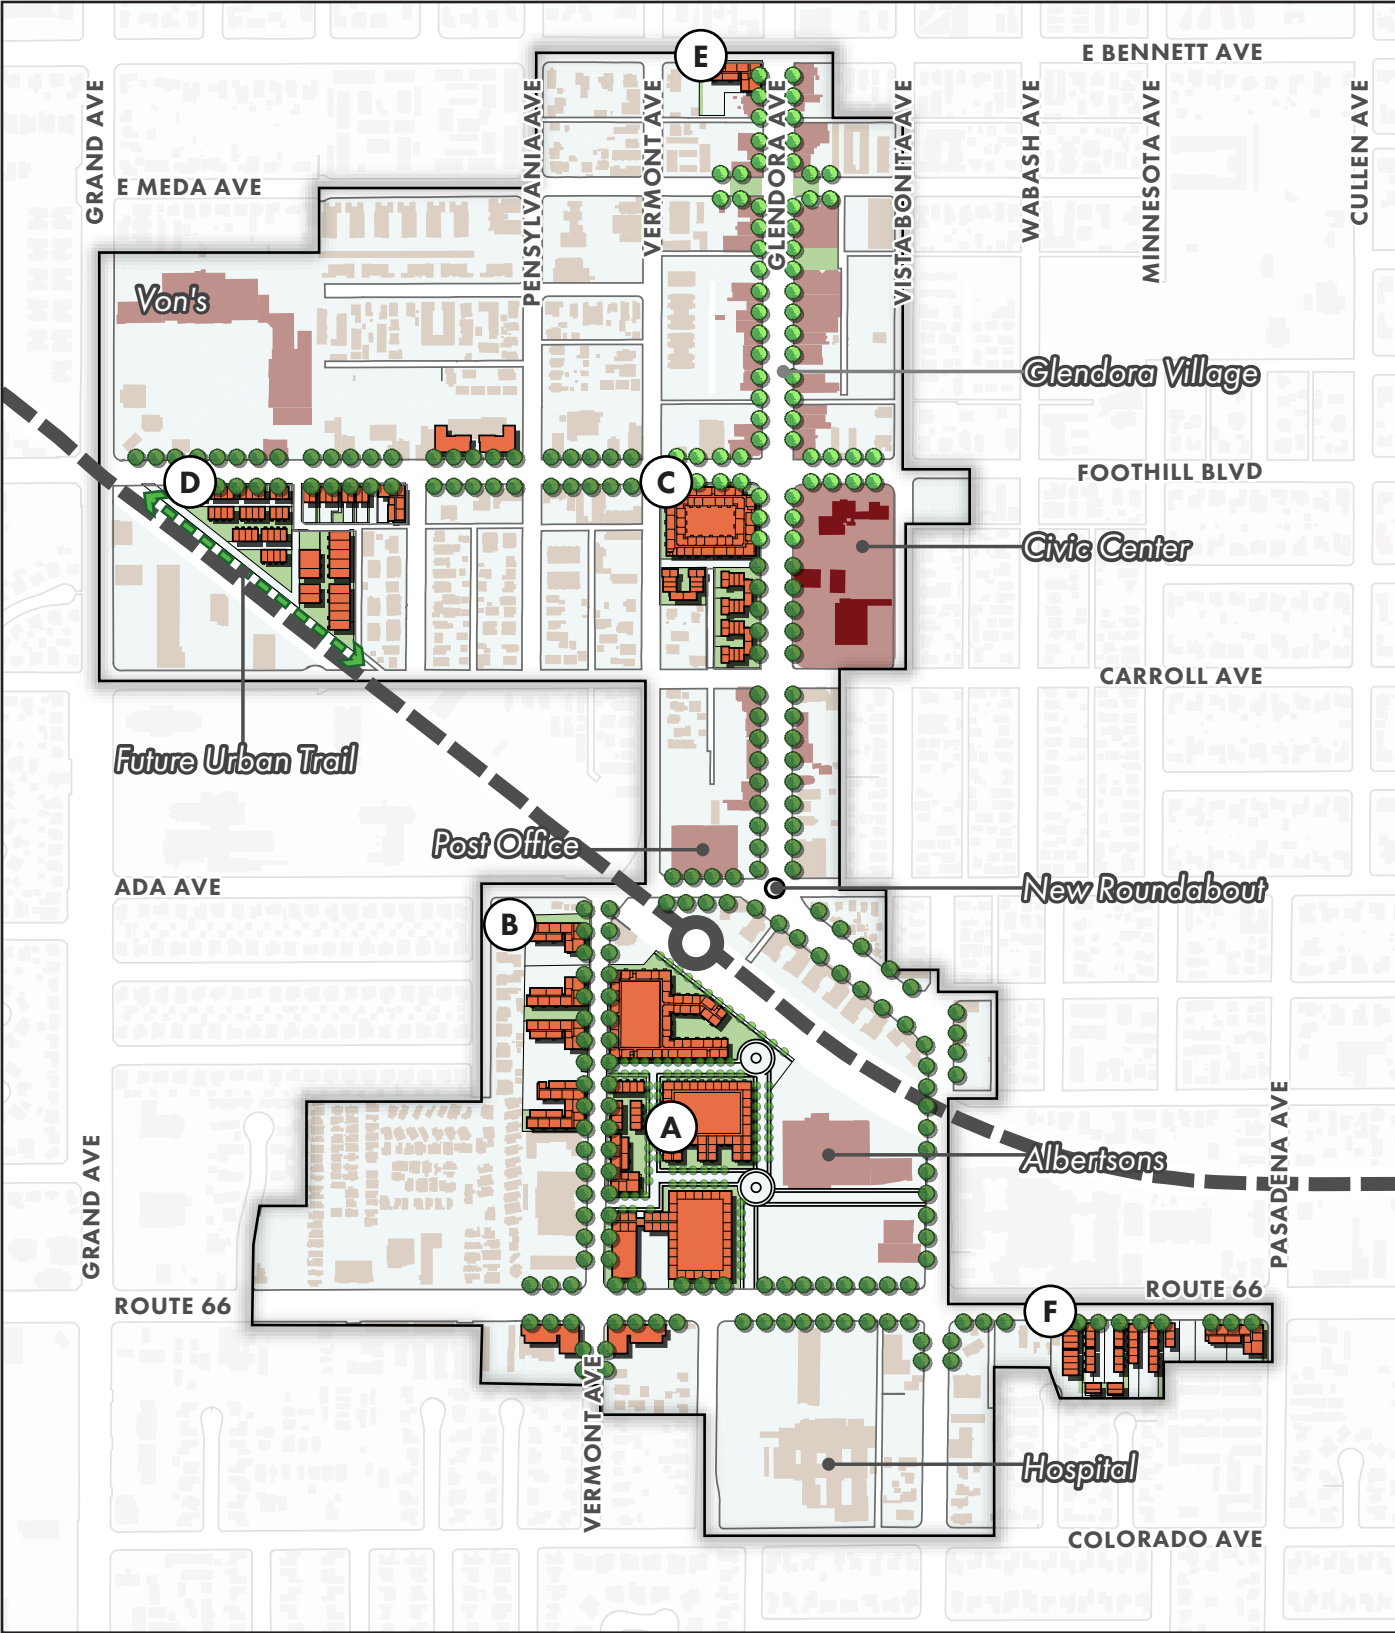 E
E BENNETT AVE
GRAND AVE
PENSYLVANIA AVE
VERMONT AVE
GLENDORA AVE
VISTA BONITA AVE
WABASH AVE
MINNESOTA AVE
CULLEN AVE
E MEDA AVE
Von's
Glendora Village
D
C
FOOTHILL BLVD
Civic Center
CARROLL AVE
Future Urban Trail
Post Office
ADA AVE
New Roundabout
B
A
Albertsons
GRAND AVE
PASADENA AVE
ROUTE 66
ROUTE 66
F
VERMONT AVE
Hospital
COLORADO AVE